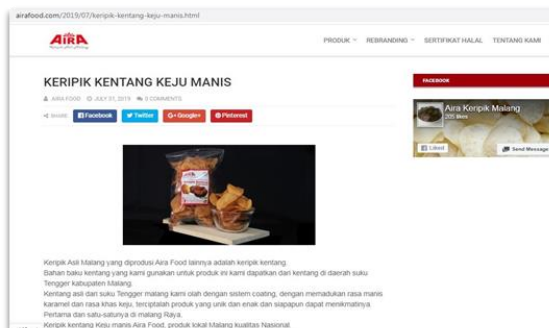 airafood.com/2019/07/keripik-kentang-keju-manis.html
AIRA
PRODUK REBRANDING SERTIFIKAT HALAL TENTANG KAMI
KERIPIK KENTANG KEJU MANIS
AIRA FOOD JULY 01, 2019 0 COMMENTS
SHARE Facebook Twitter Google+ Pinterest
FACEBOOK
Aira Keripik Malang
likes
Liked Send Message
Keripik Asli Malang yang diprodusi Aira Food lainnya adalah keripik kentang.
Bahan baku kentang yang kami gunakan untuk produk ini kami dapatkan dari kentang di daerah suku
Tengger kabupaten Malang.
Kentang asli dari suku Tengger malang kami olah dengan sistem coating, dengan memadukan rasa manis
karamel dan rasa khas keju, terciptalah produk yang unik dan enak dan siapapun dapat menikmatinya.
Pertama dan satu-satunya di malang Raya.
Keripik kentang Keju manis Aira Food, produk lokal Malang kualitas Nasional.